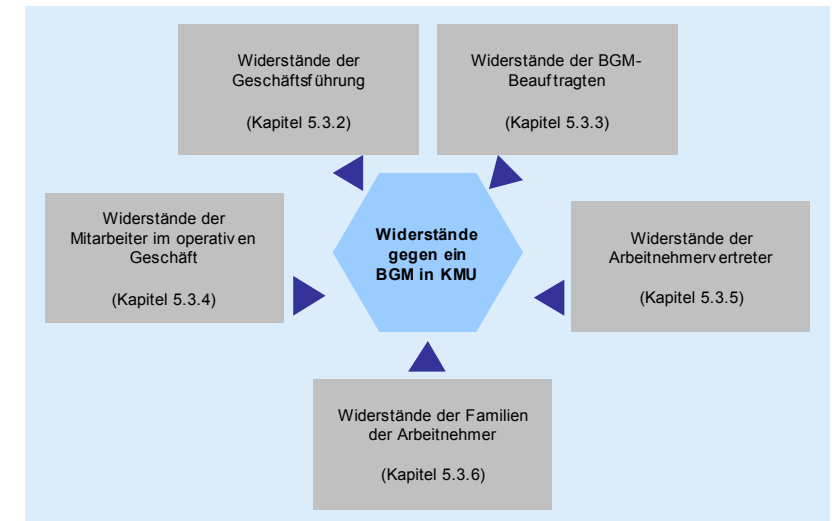 Widerstände der
Geschäftsführung
(Kapitel 5.3.2)
Widerstände der BGM-
Beauftragten
(Kapitel 5.3.3)
Widerstände der
Mitarbeiter im operativen
Geschäft
(Kapitel 5.3.4)
Widerstände
gegen ein
BGM in KMU
Widerstände der
Arbeitnehmervertreter
(Kapitel 5.3.5)
Widerstände der Familien
der Arbeitnehmer
(Kapitel 5.3.6)